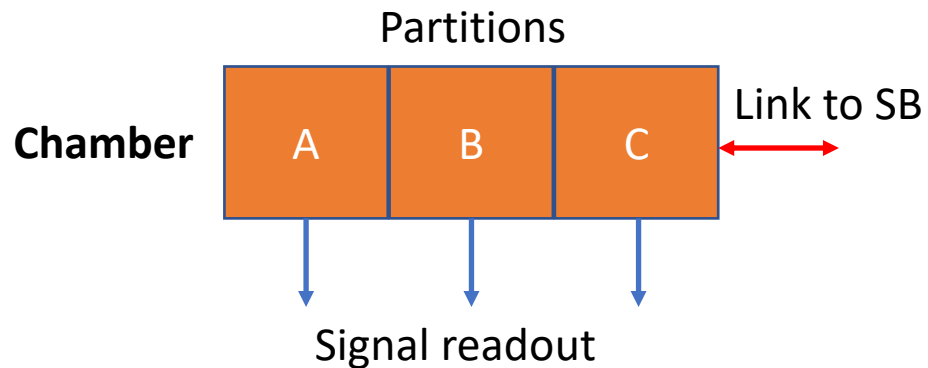 Partitions
Link to SB
Chamber
A
B
C
Signal readout